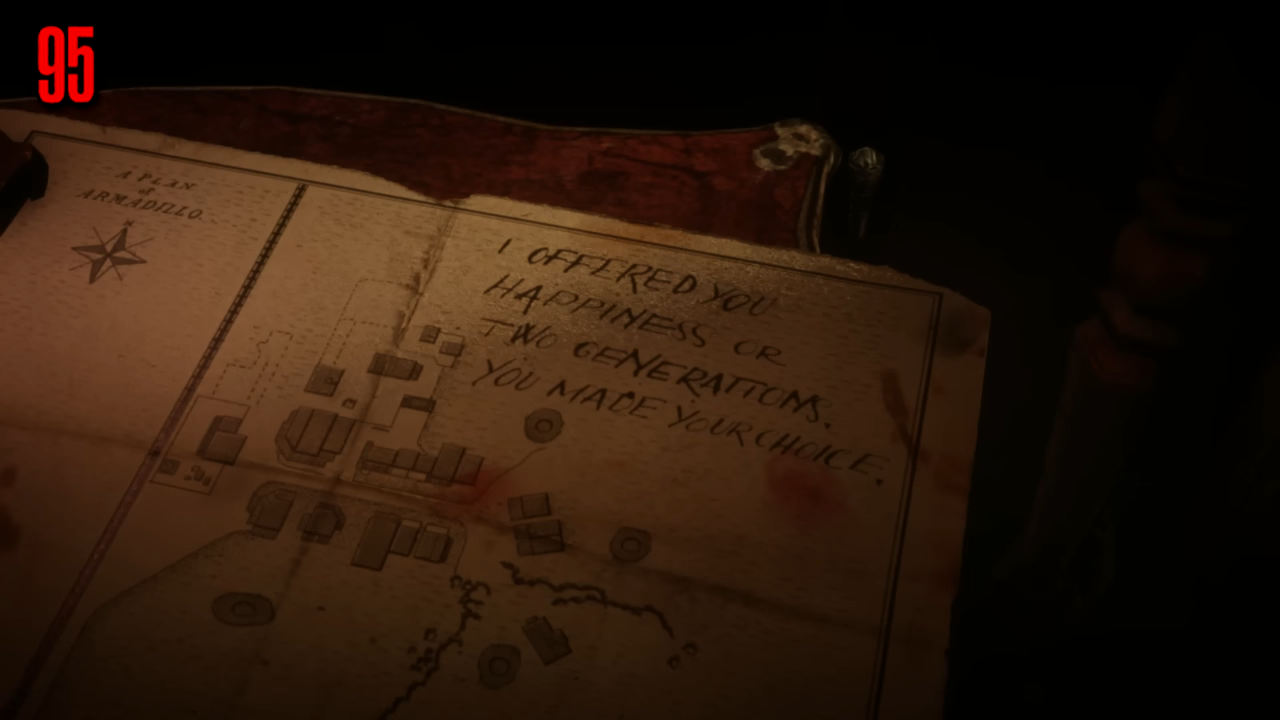 95
A PLAN
of
ARMADILLO.
N
I OFFERED YOU
HAPPINESS OR
TWO GENERATIONS.
YOU MADE YOUR CHOICE.